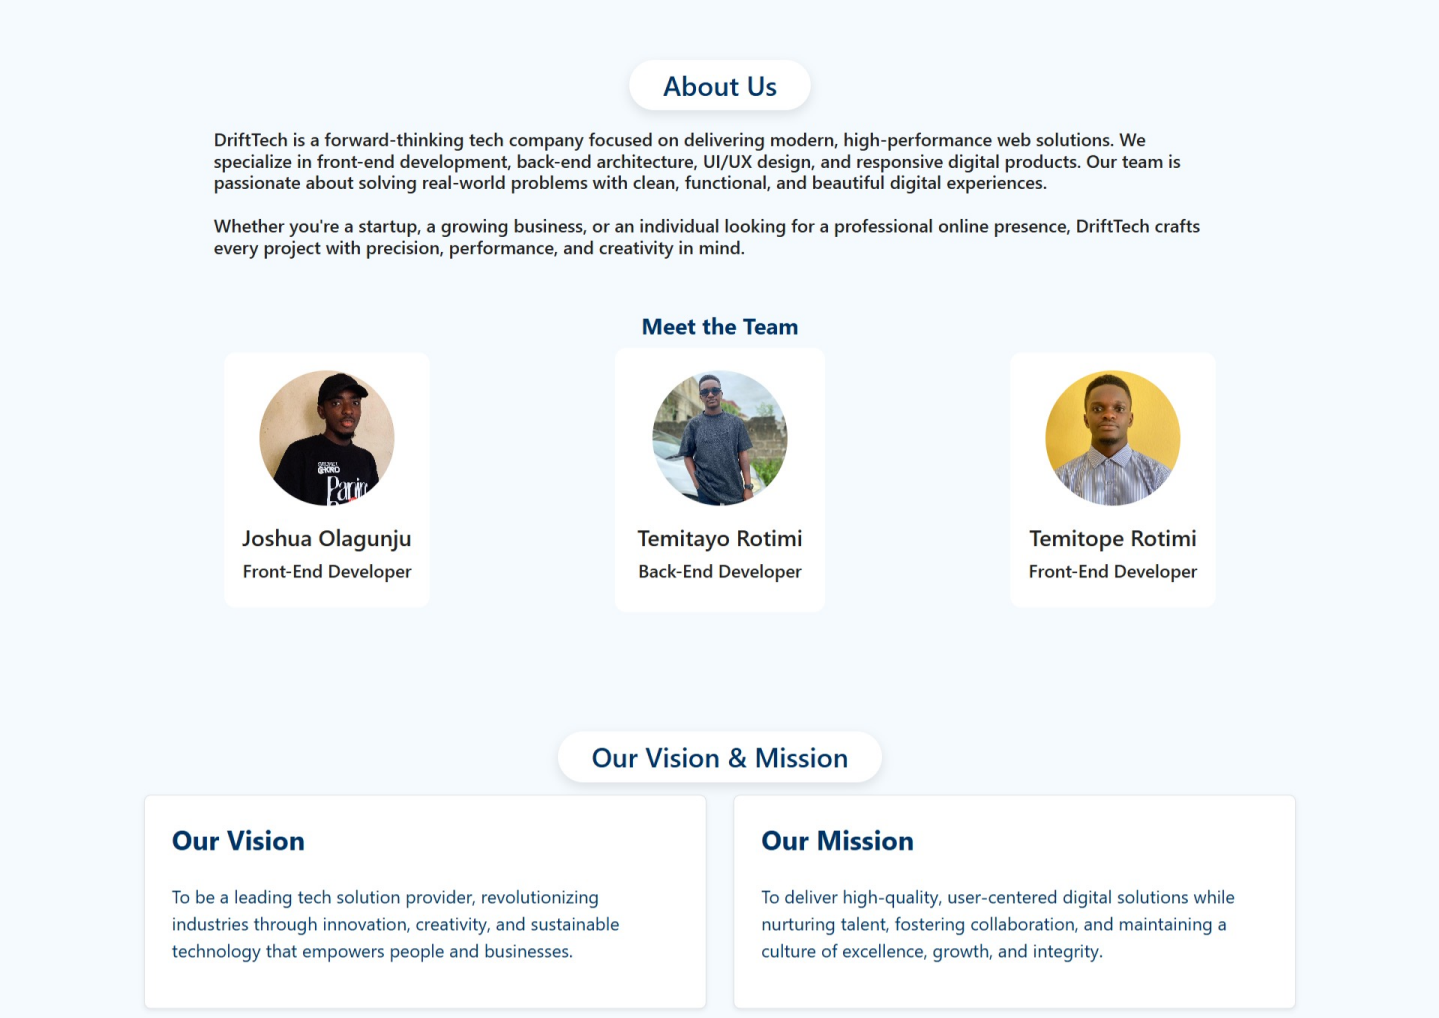 About Us
DriftTech is a forward-thinking tech company focused on delivering modern, high-performance web solutions. We
specialize in front-end development, back-end architecture, UI/UX design, and responsive digital products. Our team is
passionate about solving real-world problems with clean, functional, and beautiful digital experiences.
Whether you're a startup, a growing business, or an individual looking for a professional online presence, DriftTech crafts
every project with precision, performance, and creativity in mind.
Meet the Team
Joshua Olagunju
Front-End Developer
Temitayo Rotimi
Back-End Developer
Temitope Rotimi
Front-End Developer
Our Vision & Mission
Our Vision
To be a leading tech solution provider, revolutionizing
industries through innovation, creativity, and sustainable
technology that empowers people and businesses.
Our Mission
To deliver high-quality, user-centered digital solutions while
nurturing talent, fostering collaboration, and maintaining a
culture of excellence, growth, and integrity.